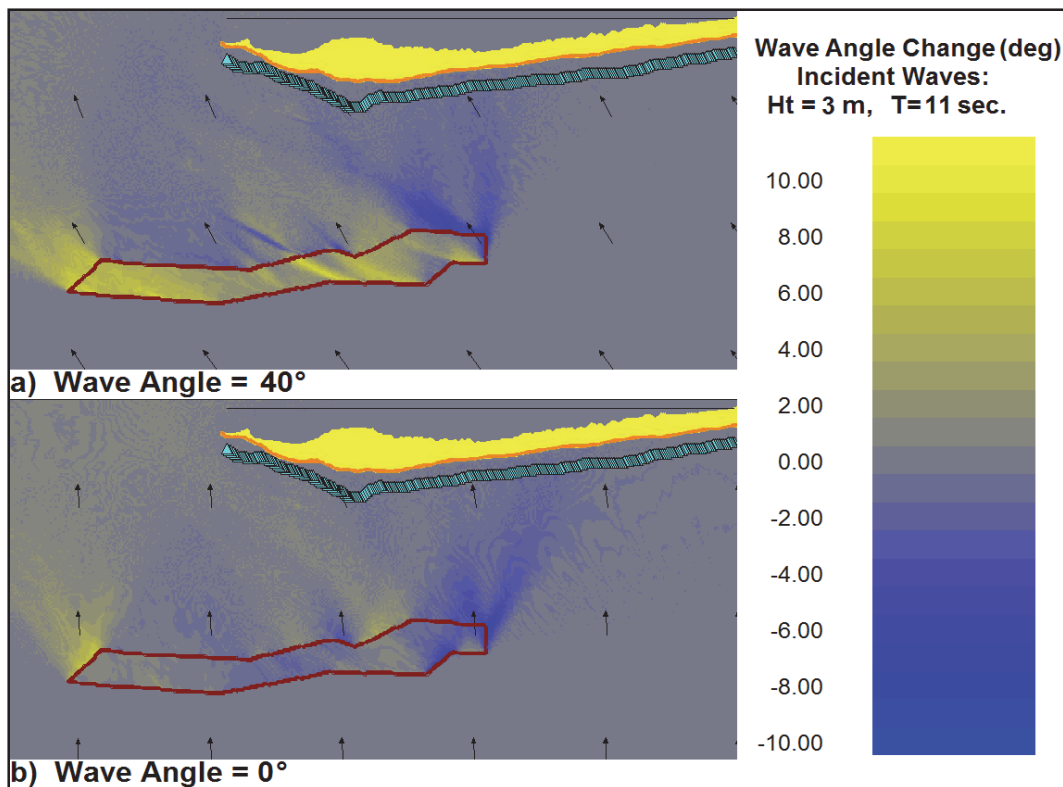 Wave Angle Change (deg)
Incident Waves:
Ht = 3 m, T=11 sec.
10.00
8.00
6.00
4.00
2.00
0.00
-2.00
-4.00
-6.00
-8.00
-10.00
a) Wave Angle = 40°
b) Wave Angle = 0°